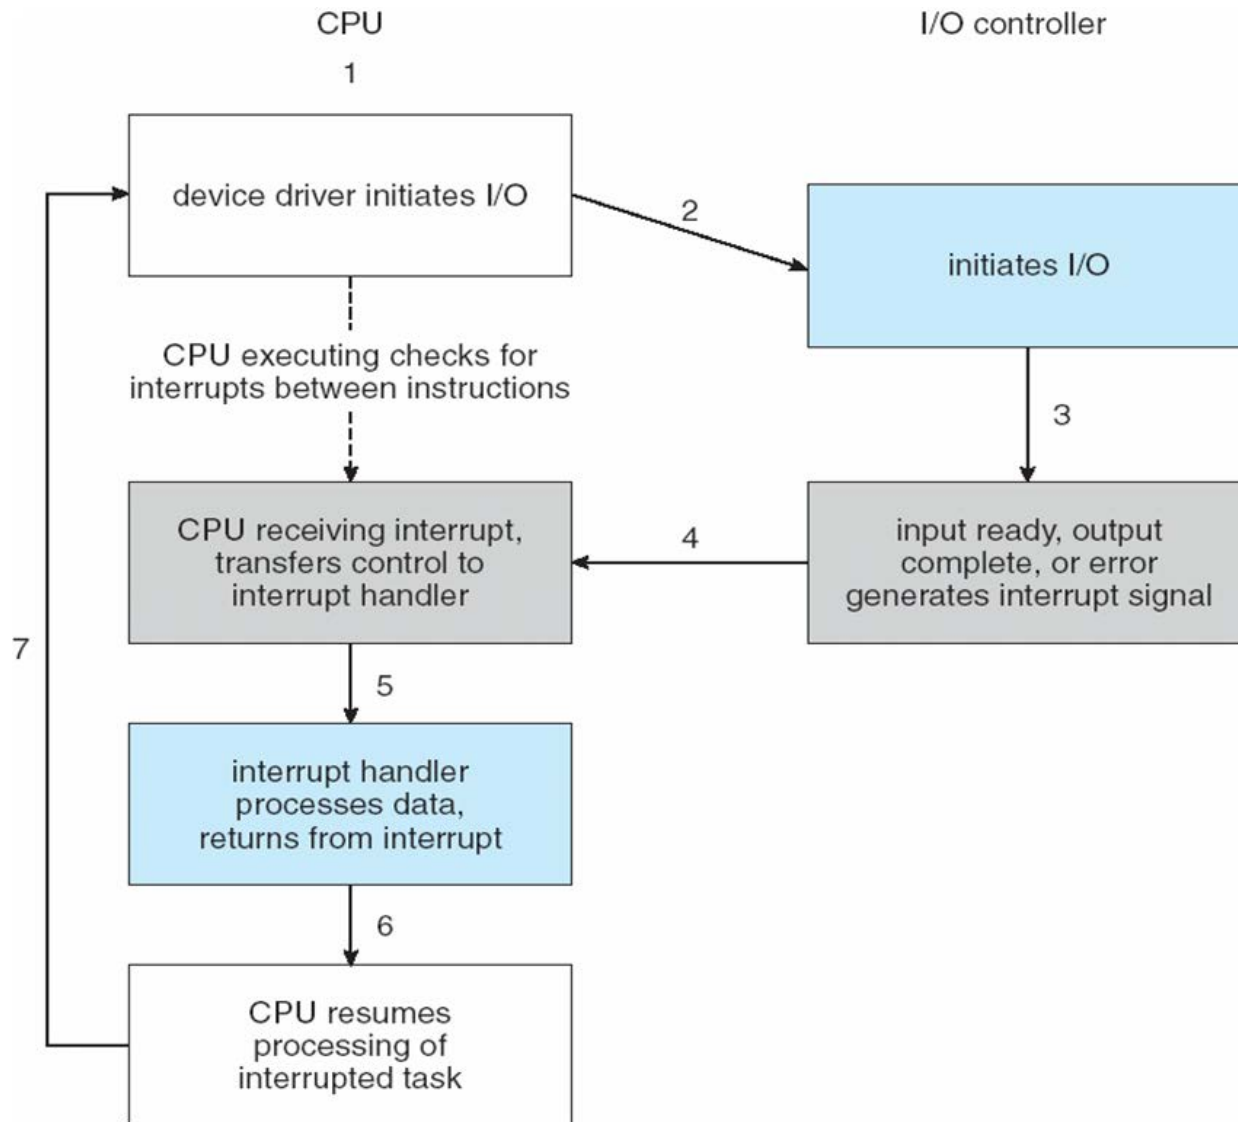 CPU
I/O controller
1
device driver initiates I/O
2
initiates I/O
CPU executing checks for
interrupts between instructions
3
CPU receiving interrupt,
transfers control to
interrupt handler
4
input ready, output
complete, or error
generates interrupt signal
7
5
interrupt handler
processes data,
returns from interrupt
6
CPU resumes
processing of
interrupted task